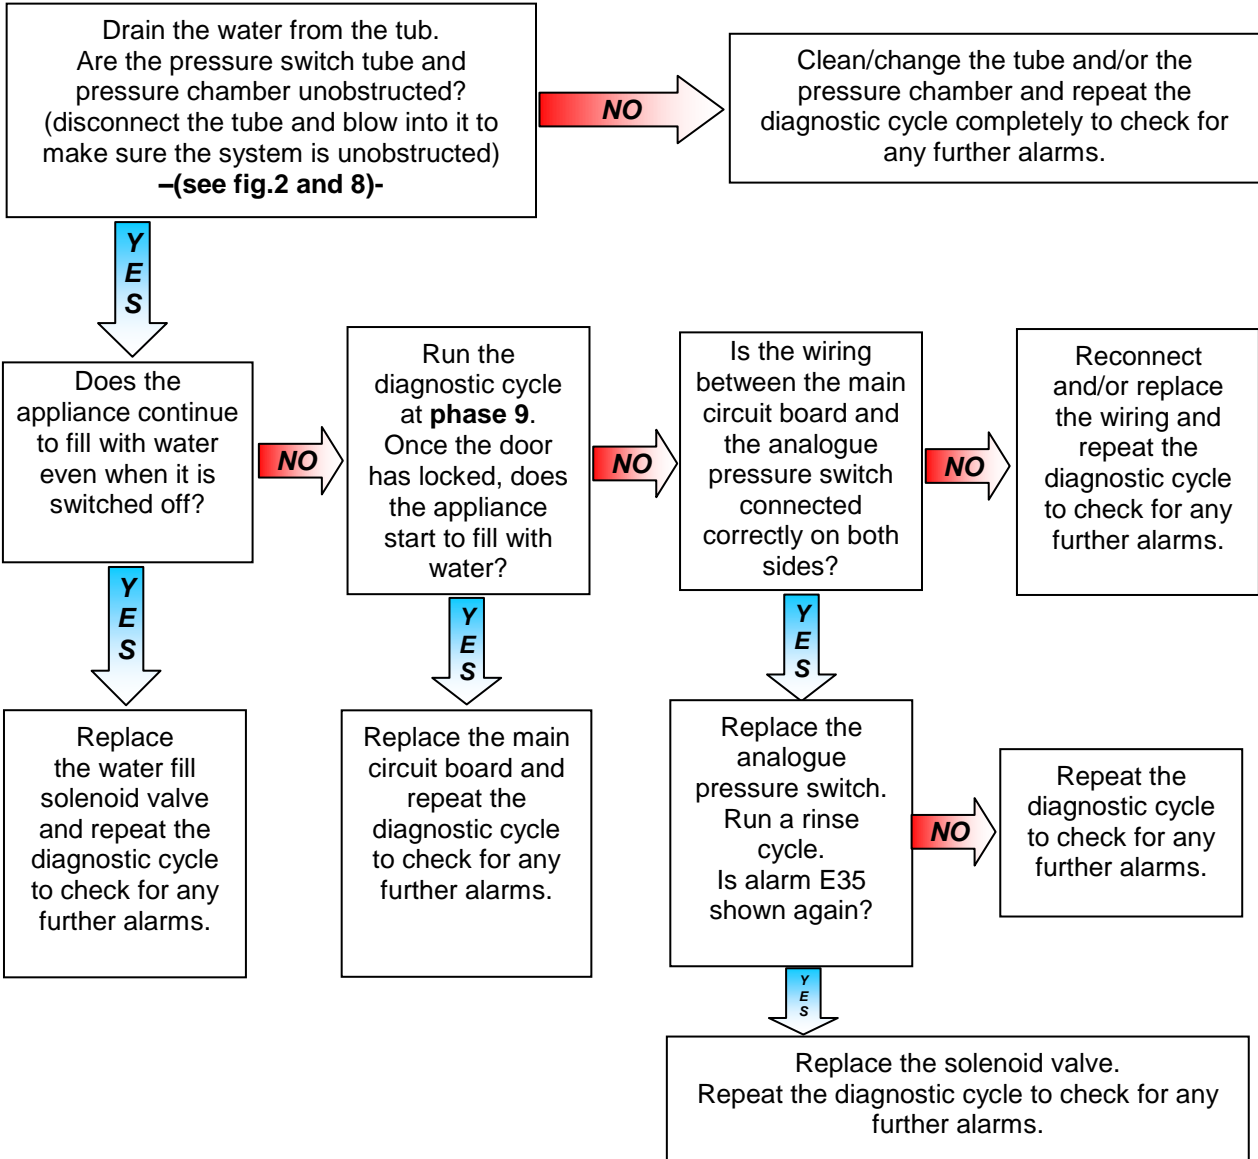 Drain the water from the tub.
Are the pressure switch tube and
pressure chamber unobstructed?
(disconnect the tube and blow into it to
make sure the system is unobstructed)
–(see fig.2 and 8)-
NO
Clean/change the tube and/or the
pressure chamber and repeat the
diagnostic cycle completely to check for
any further alarms.
Y
E
S
Does the
appliance continue
to fill with water
even when it is
switched off?
NO
Run the
diagnostic cycle
at phase 9.
Once the door
has locked, does
the appliance
start to fill with
water?
NO
Is the wiring
between the main
circuit board and
the analogue
pressure switch
connected
correctly on both
sides?
NO
Reconnect
and/or replace
the wiring and
repeat the
diagnostic cycle
to check for any
further alarms.
Y
E
S
Y
E
S
Y
E
S
Replace
the water fill
solenoid valve
and repeat the
diagnostic cycle
to check for any
further alarms.
Replace the main
circuit board and
repeat the
diagnostic cycle
to check for any
further alarms.
Replace the
analogue
pressure switch.
Run a rinse
cycle.
Is alarm E35
shown again?
NO
Repeat the
diagnostic cycle
to check for any
further alarms.
Y
E
S
Replace the solenoid valve.
Repeat the diagnostic cycle to check for any
further alarms.